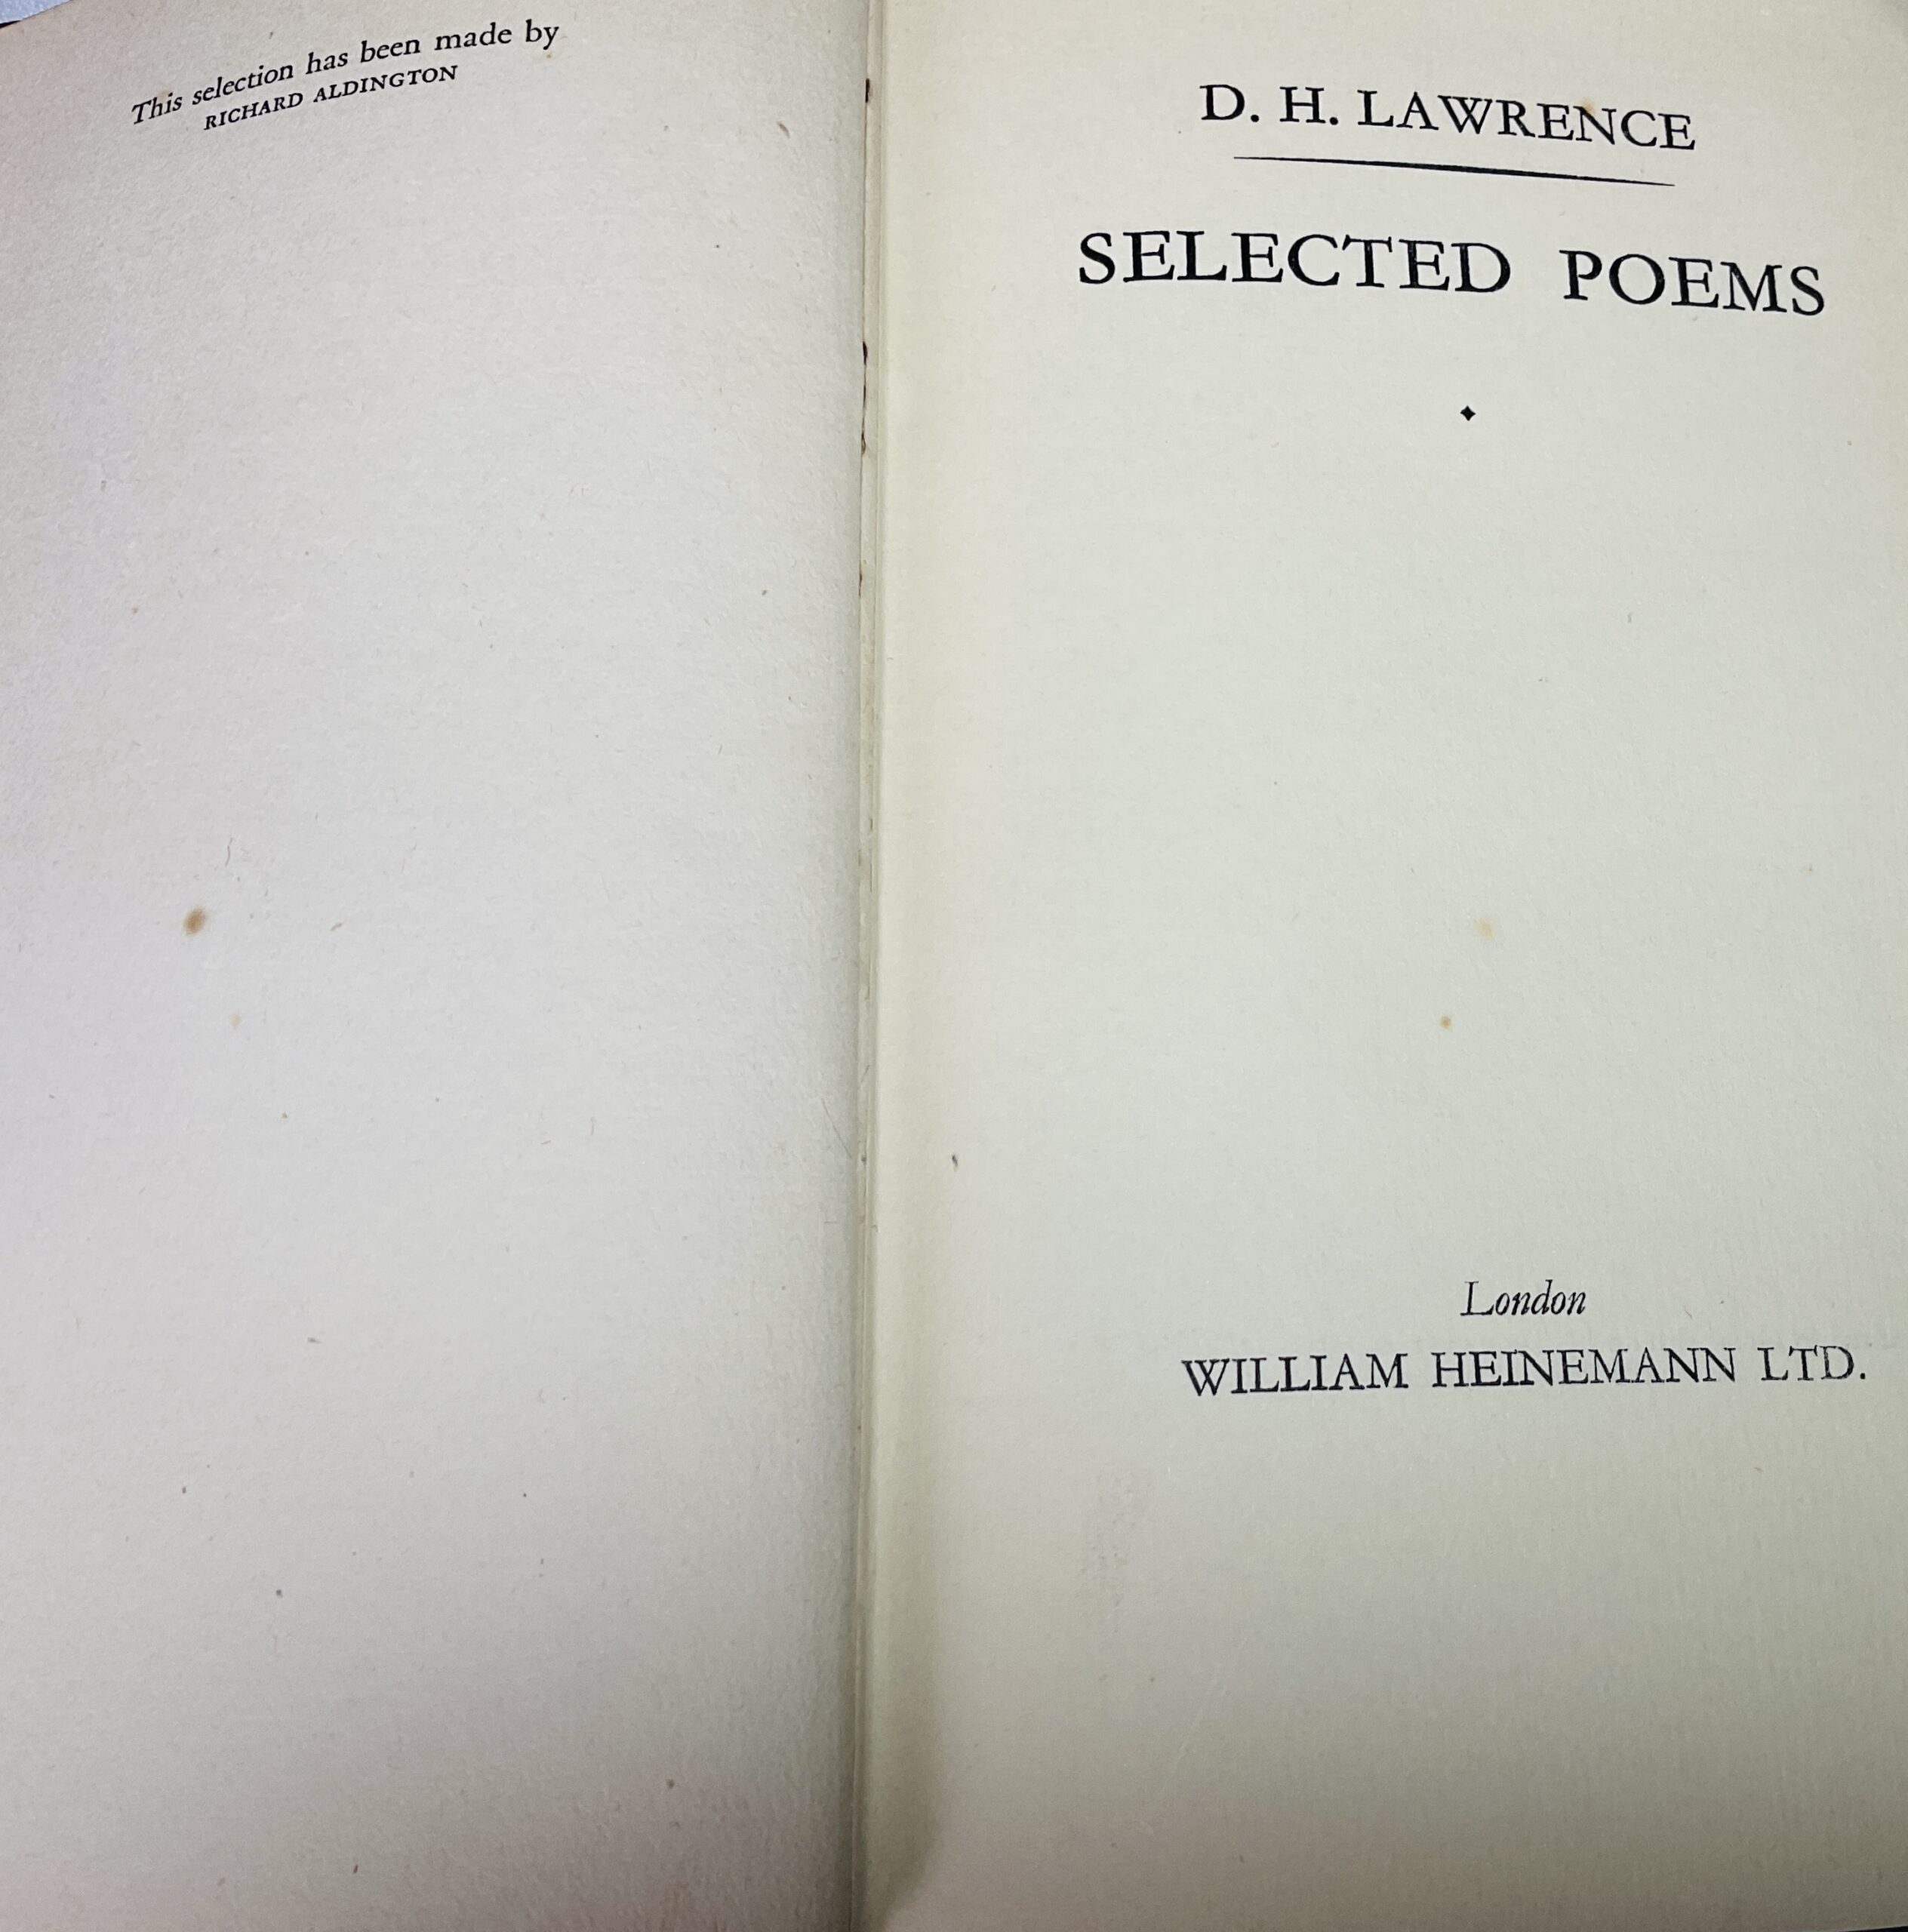 This selection has been made by
RICHARD ALDINGTON
D. H. LAWRENCE
SELECTED POEMS
London
WILLIAM HEINEMANN LTD.